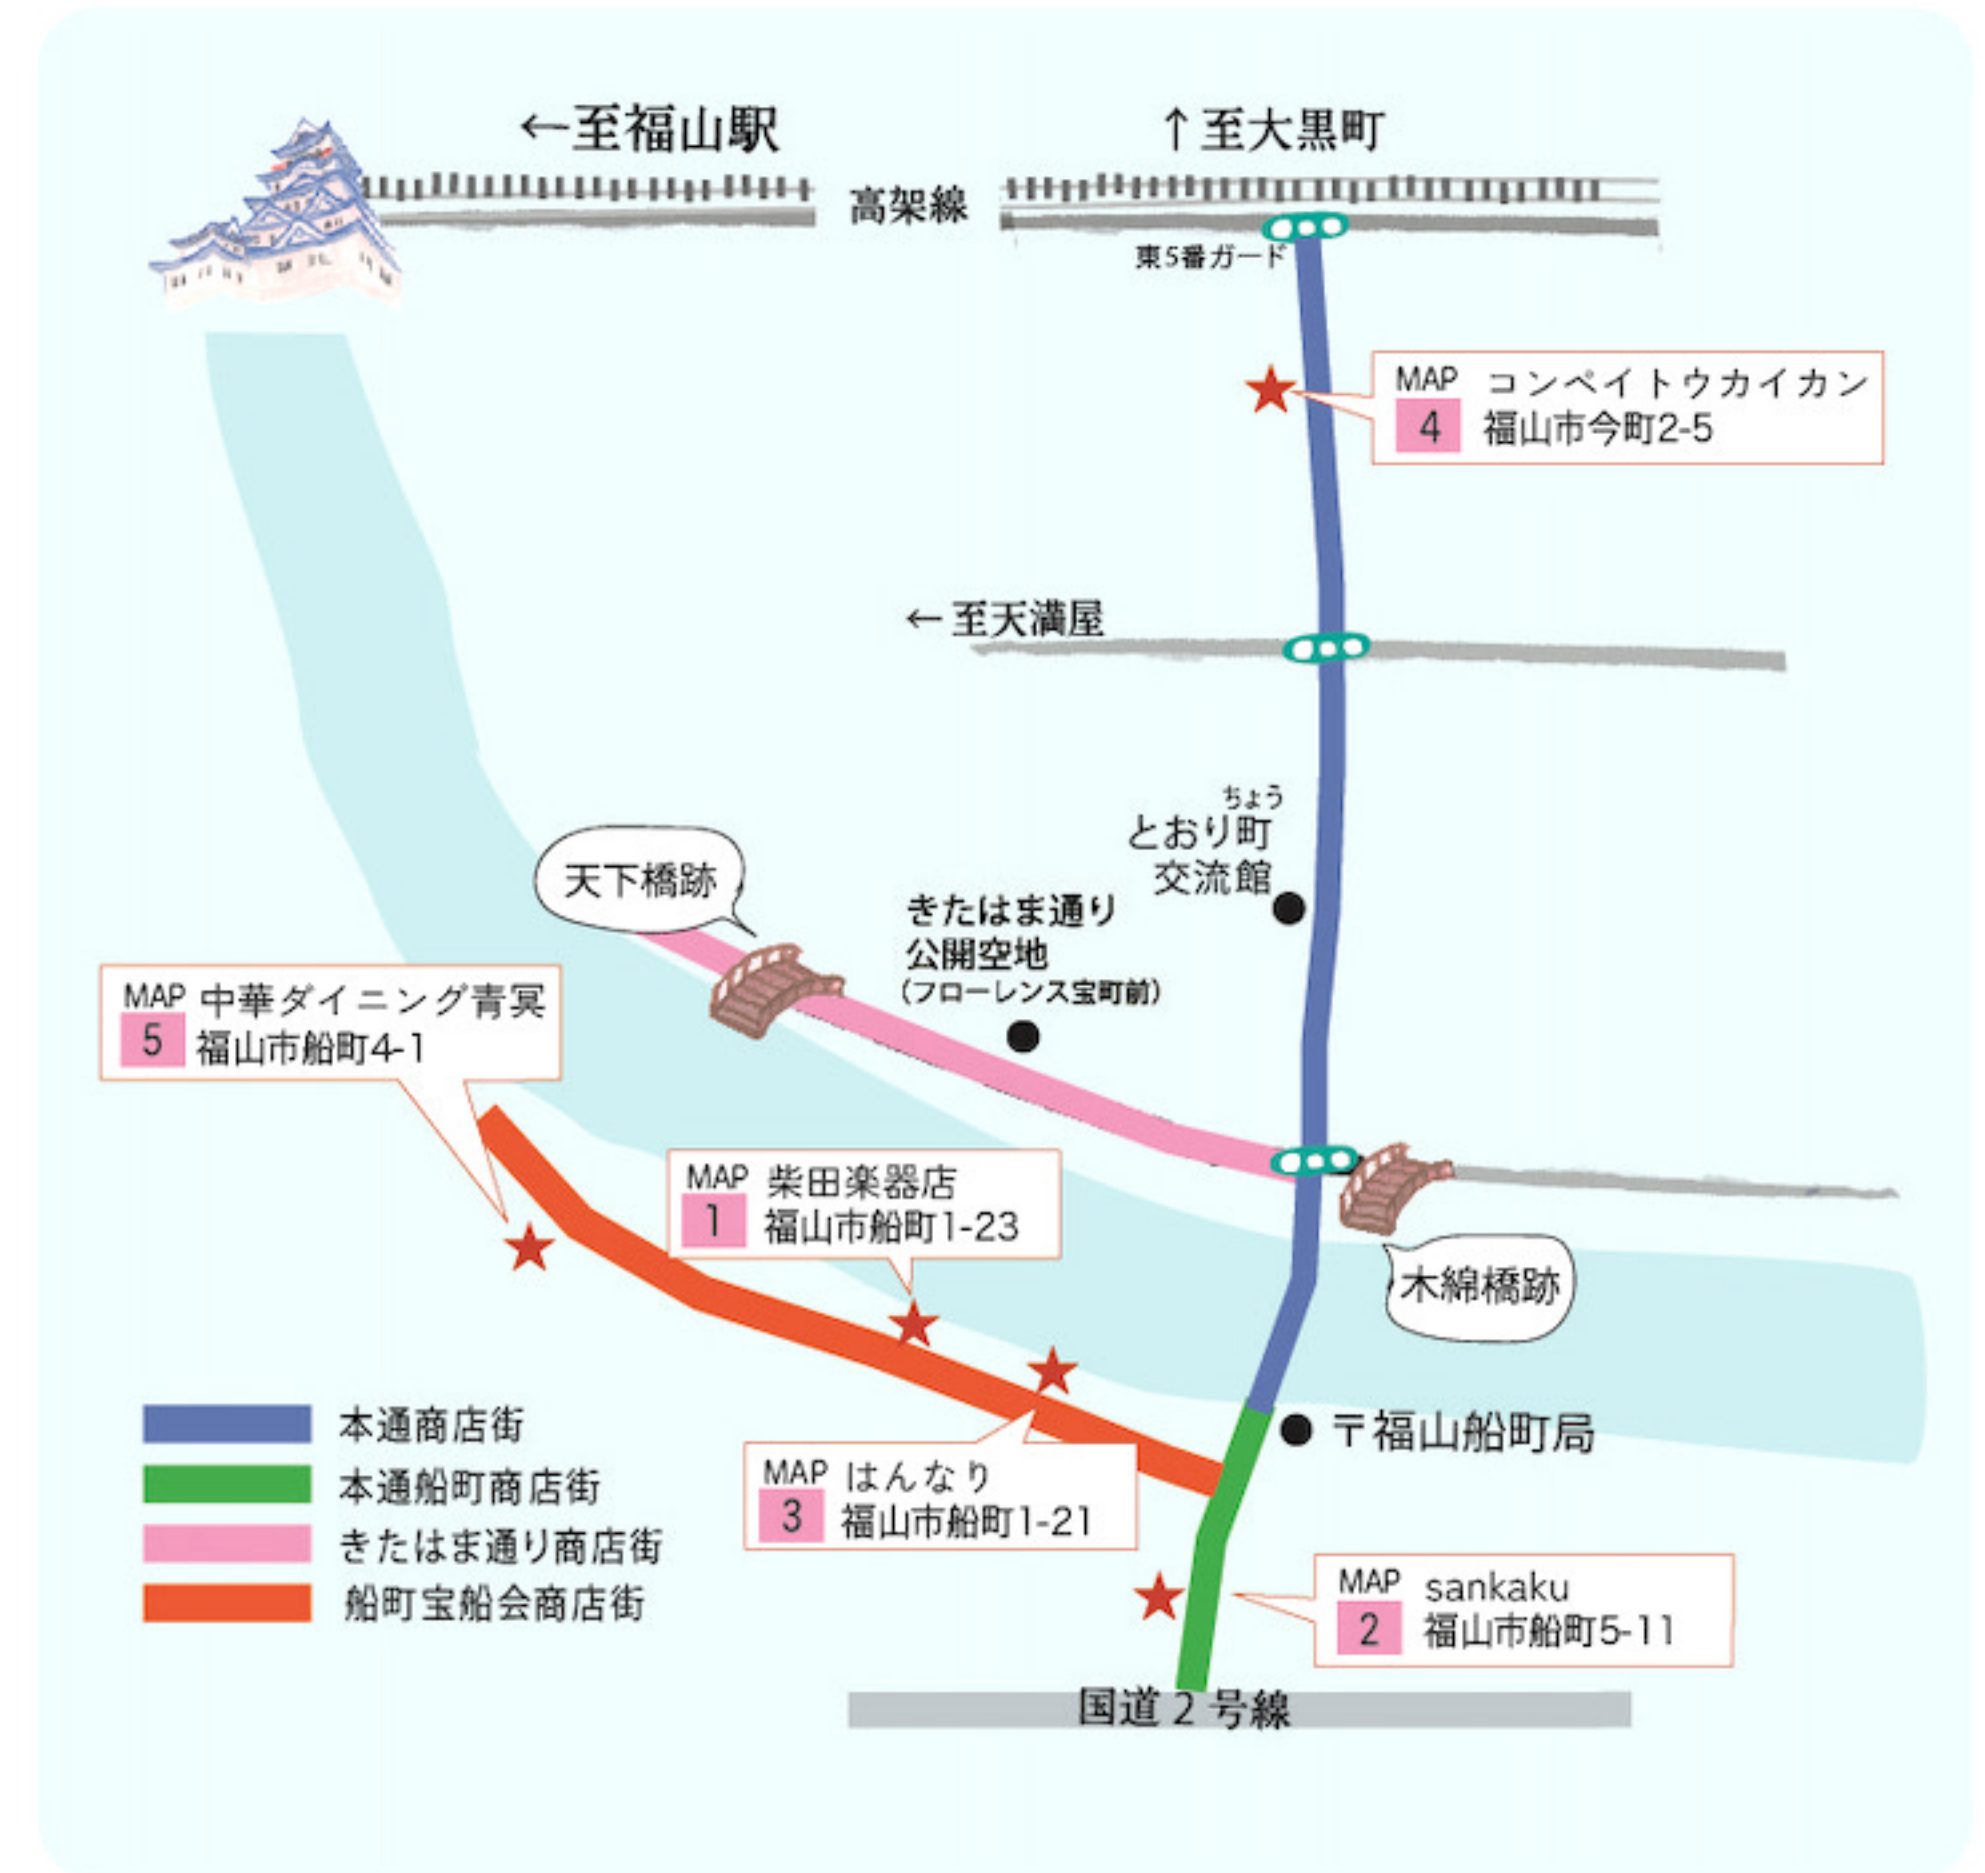 ←至福山駅
↑至大黒町
高架線
東5番ガード
MAP コンペイトウカイカン
4 福山市今町2-5
←至天満屋
ちょう
とおり町
交流館
天下橋跡
きたはま通り
公開空地
(フローレンス宝町前)
MAP 中華ダイニング青冥
5 福山市船町4-1
MAP 柴田楽器店
1 福山市船町1-23
木綿橋跡
本通商店街
〒福山船町局
本通船町商店街
MAP はんなり
3 福山市船町1-21
きたはま通り商店街
船町宝船会商店街
MAP sankaku
2 福山市船町5-11
国道2号線